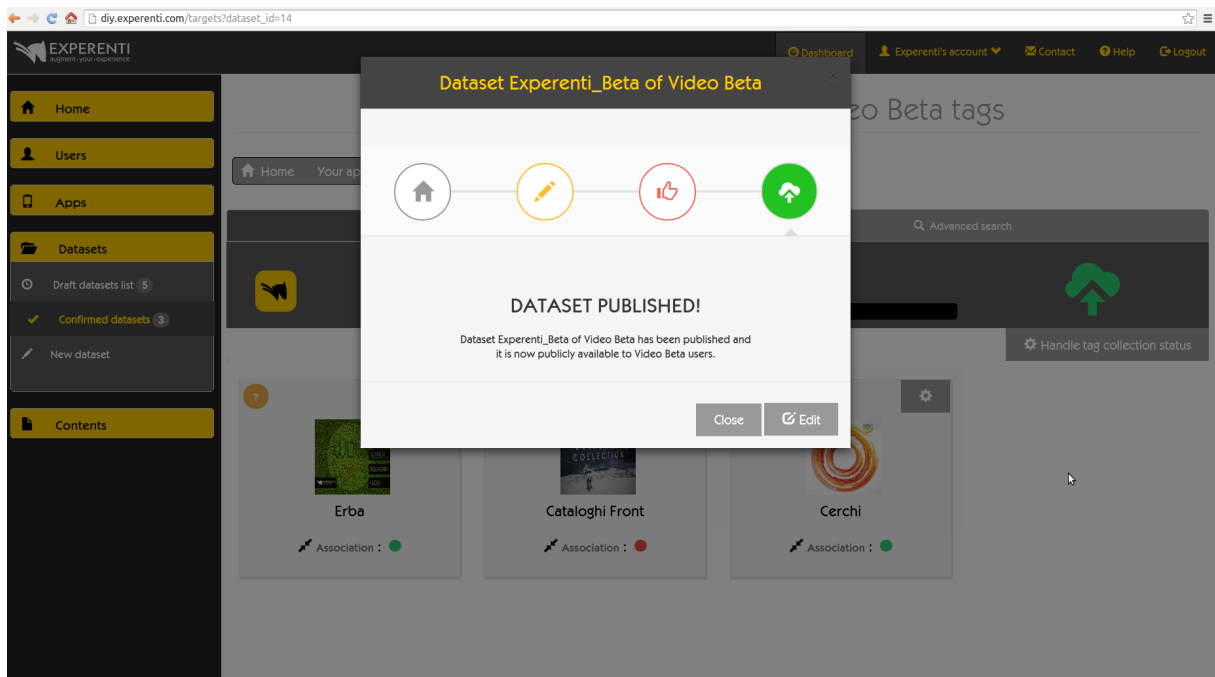 diy.experenti.com/targets?dataset_id=14
EXPERENTI
augment-your-experience
Dashboard
Experenti's account
Contact
Help
Logout
Home
Users
Apps
Datasets
Draft datasets list 5
Confirmed datasets 3
New dataset
Contents
eo Beta tags
Home Your ap
Advanced search
Handle tag collection status
Dataset Experenti_Beta of Video Beta
×
DATASET PUBLISHED!
Dataset Experenti_Beta of Video Beta has been published and
it is now publicly available to Video Beta users.
Close
Edit
?
COLLECTION
Erba
Association :
Cataloghi Front
Association :
Cerchi
Association :